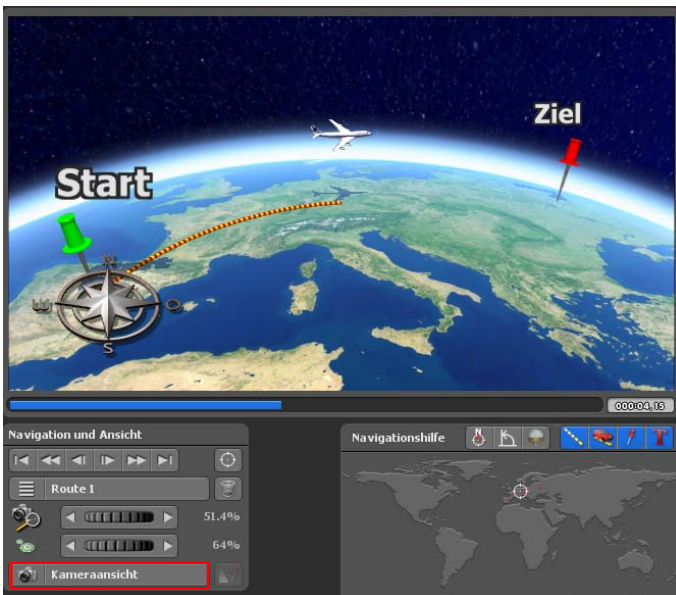 Ziel
Start
N
W
O
S
000:04,15
Navigation und Ansicht
Navigationshilfe
Route 1
51.4%
64%
Kameraansicht